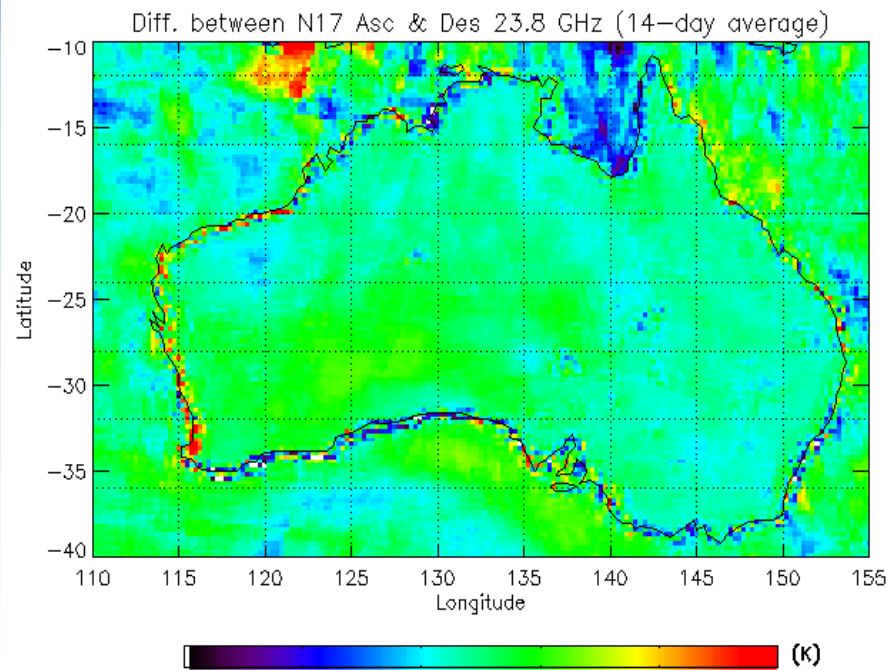 Diff. between N17 Asc & Des 23.8 GHz (14-day average)
-10
-15
-20
-25
-30
-35
-40
Latitude
110 115 120 125 130 135 140 145 150 155
Longitude
(K)